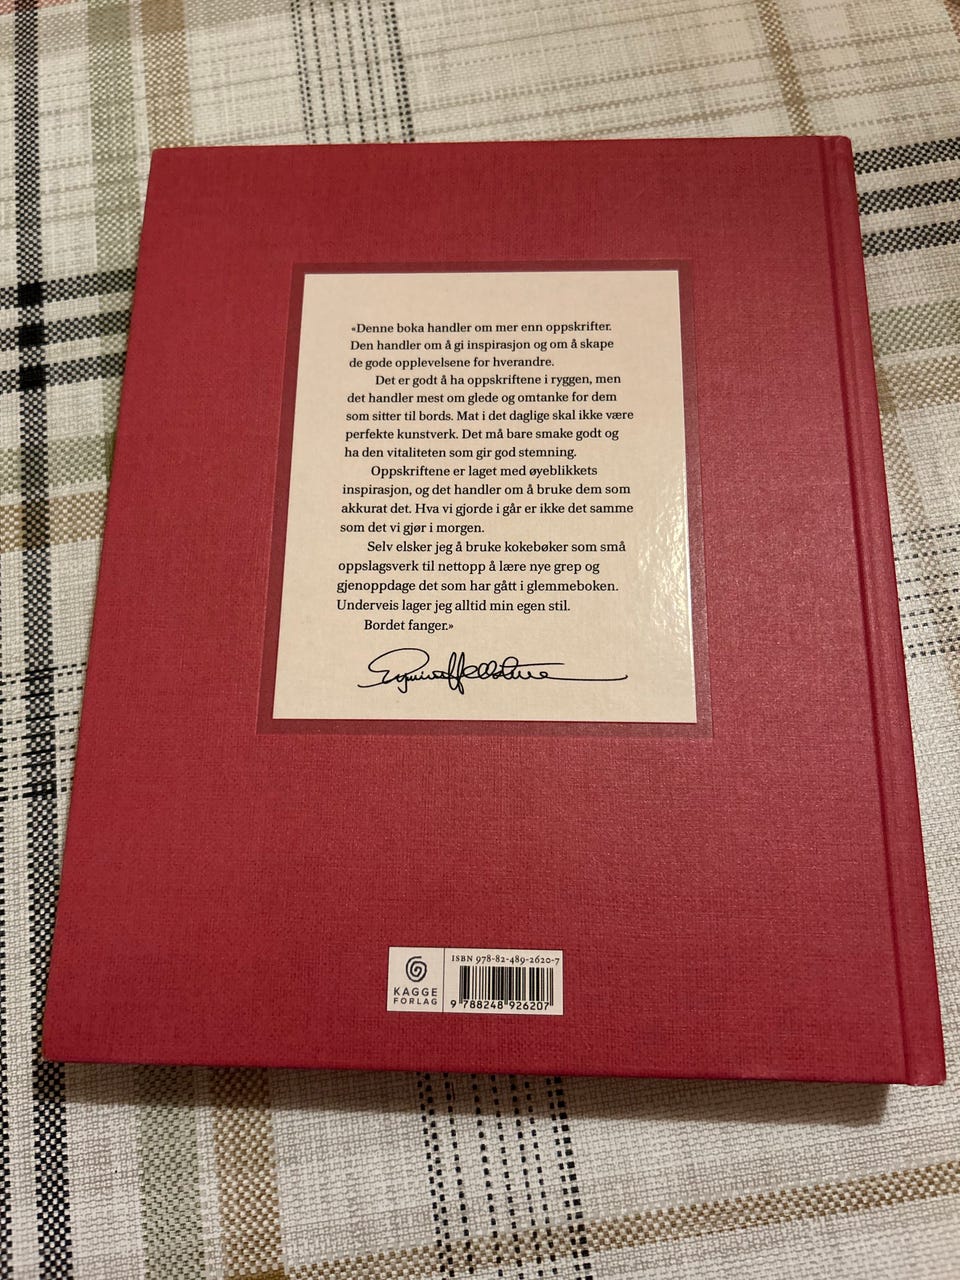 «Denne boka handler om mer enn oppskrifter.
Den handler om å gi inspirasjon og om å skape
de gode opplevelsene for hverandre.
Det er godt å ha oppskriftene i ryggen, men
det handler mest om glede og omtanke for dem
som sitter til bords. Mat i det daglige skal ikke være
perfekte kunstverk. Det må bare smake godt og
ha den vitaliteten som gir god stemning.
Oppskriftene er laget med øyeblikkets
inspirasjon, og det handler om å bruke dem som
akkurat det. Hva vi gjorde i går er ikke det samme
som det vi gjør i morgen.
Selv elsker jeg å bruke kokebøker som små
oppslagsverk til nettopp å lære nye grep og
gjenoppdage det som har gått i glemmeboken.
Underveis lager jeg alltid min egen stil.
Bordet fanger.»
KAGGE
FORLAG
ISBN 978-82-489-2620-7
9 788248 926207